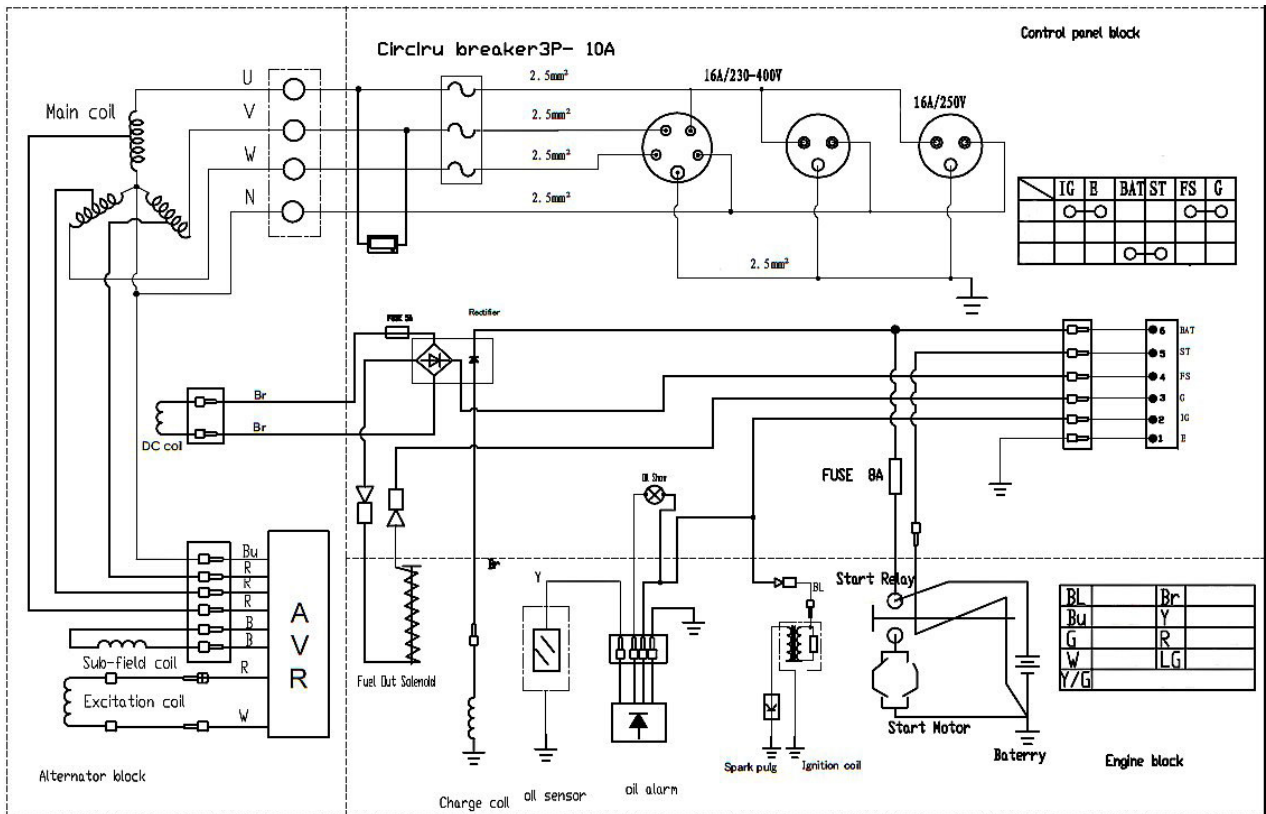 Control panel block
Circiru breaker3P- 10A
U
2.5mm²
16A/230-400V
16A/250V
Main coil
V
2.5mm²
W
2.5mm²
N
2.5mm²
IG E BAT ST FS G
2.5mm²
FUSE 5A
Rectifier
6 BAT
5 ST
4 FS
3 G
2 IG
1 E
Br
Br
DC coil
FUSE 8A
Oil Show
Bu
R
R
R
B
B
R
W
AVR
Sub-field coil
Excitation coil
Br
Y
BL
Start Relay
BL Br
Bu Y
G R
W LG
Y/G
Fuel Out Solenoid
Start Motor
Baterry
Spark pulg
Ignition coil
Engine block
Alternator block
Charge coil
oil sensor
oil alarm